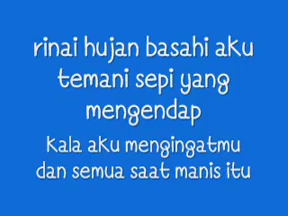 rinai hujan basahi aku
temani sepi yang
mengendap
kala aku mengingatmu
dan semua saat manis itu